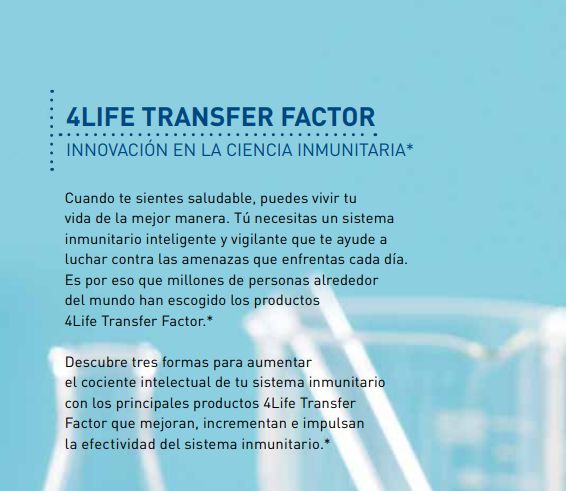 4LIFE TRANSFER FACTOR
INNOVACIÓN EN LA CIENCIA INMUNITARIA*
Cuando te sientes saludable, puedes vivir tu
vida de la mejor manera. Tú necesitas un sistema
inmunitario inteligente y vigilante que te ayude a
luchar contra las amenazas que enfrentas cada día.
Es por eso que millones de personas alrededor
del mundo han escogido los productos
4Life Transfer Factor.*
Descubre tres formas para aumentar
el cociente intelectual de tu sistema inmunitario
con los principales productos 4Life Transfer
Factor que mejoran, incrementan e impulsan
la efectividad del sistema inmunitario.*